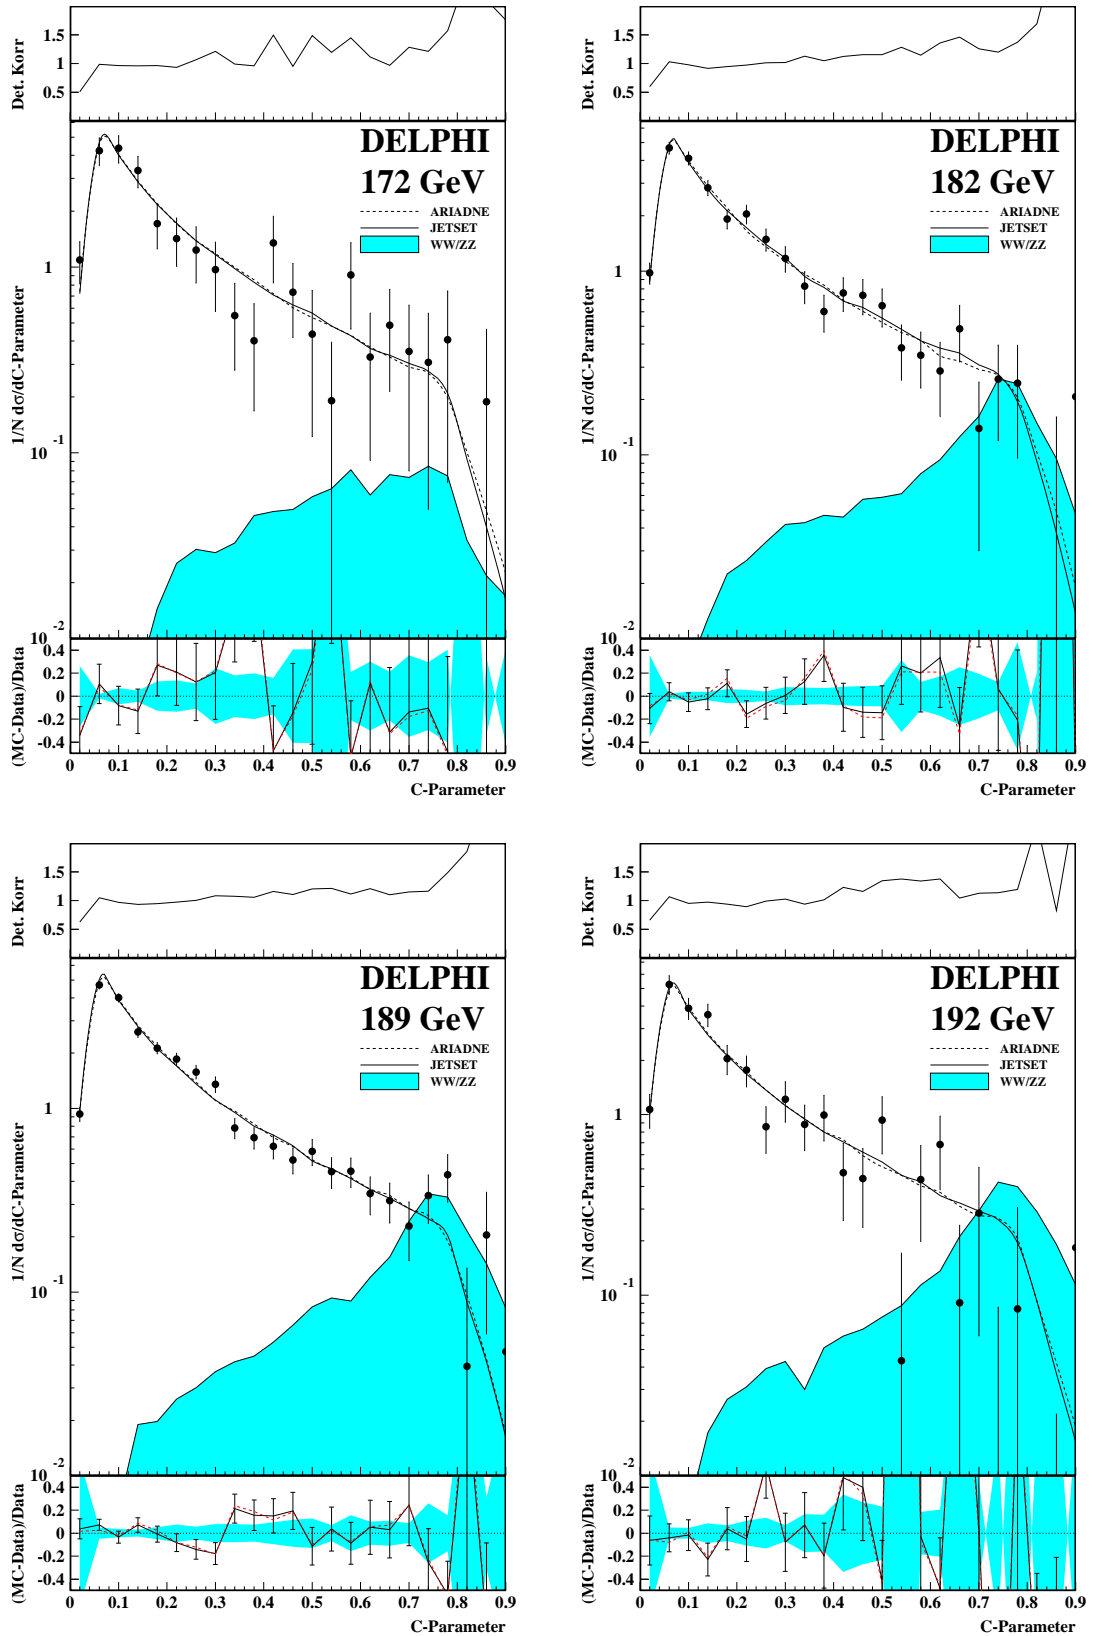 Det. Korr
1.5
1
0.5
DELPHI
172 GeV
ARIADNE
JETSET
WW/ZZ
1/N dσ/dC-Parameter
1
10 -1
10 -2
(MC-Data)/Data
0.4
0.2
0
-0.2
-0.4
0 0.1 0.2 0.3 0.4 0.5 0.6 0.7 0.8 0.9
C-Parameter
Det. Korr
1.5
1
0.5
DELPHI
182 GeV
ARIADNE
JETSET
WW/ZZ
1/N dσ/dC-Parameter
1
10 -1
10 -2
(MC-Data)/Data
0.4
0.2
0
-0.2
-0.4
0 0.1 0.2 0.3 0.4 0.5 0.6 0.7 0.8 0.9
C-Parameter
Det. Korr
1.5
1
0.5
DELPHI
189 GeV
ARIADNE
JETSET
WW/ZZ
1/N dσ/dC-Parameter
1
10 -1
10 -2
(MC-Data)/Data
0.4
0.2
0
-0.2
-0.4
0 0.1 0.2 0.3 0.4 0.5 0.6 0.7 0.8 0.9
C-Parameter
Det. Korr
1.5
1
0.5
DELPHI
192 GeV
ARIADNE
JETSET
WW/ZZ
1/N dσ/dC-Parameter
1
10 -1
10 -2
(MC-Data)/Data
0.4
0.2
0
-0.2
-0.4
0 0.1 0.2 0.3 0.4 0.5 0.6 0.7 0.8 0.9
C-Parameter